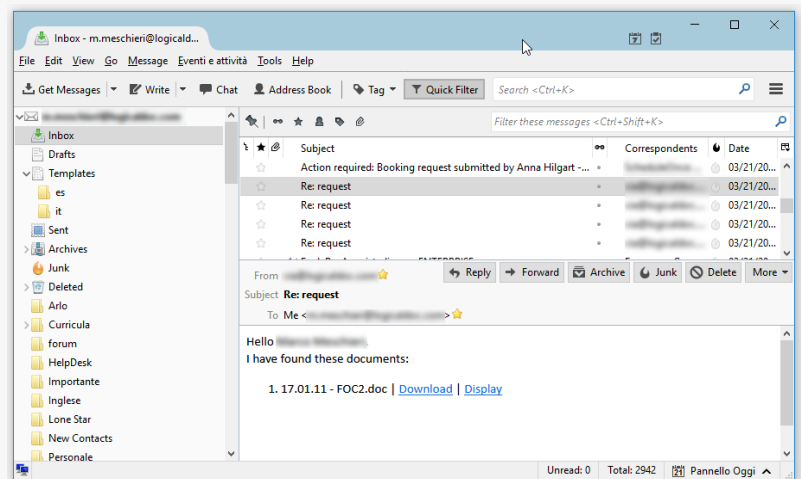 Inbox - m.meschieri@logicald...
File Edit View Go Message Eventi e attività Tools Help
Get Messages Write Chat Address Book Tag Quick Filter Search <Ctrl+K>
Filter these messages <Ctrl+Shift+K>
Inbox
Drafts
Templates
es
it
Sent
Archives
Junk
Deleted
Arlo
Curricula
forum
HelpDesk
Importante
Inglese
Lone Star
New Contacts
Personale
Subject Correspondents Date
Action required: Booking request submitted by Anna Hilgart -... 03/21/20...
Re: request 03/21/20...
Re: request 03/21/20...
Re: request 03/21/20...
Re: request 03/21/20...
From Reply Forward Archive Junk Delete More
Subject Re: request
To Me <
Hello
I have found these documents:
1. 17.01.11 - FOC2.doc | Download | Display
Unread: 0 Total: 2942 Pannello Oggi